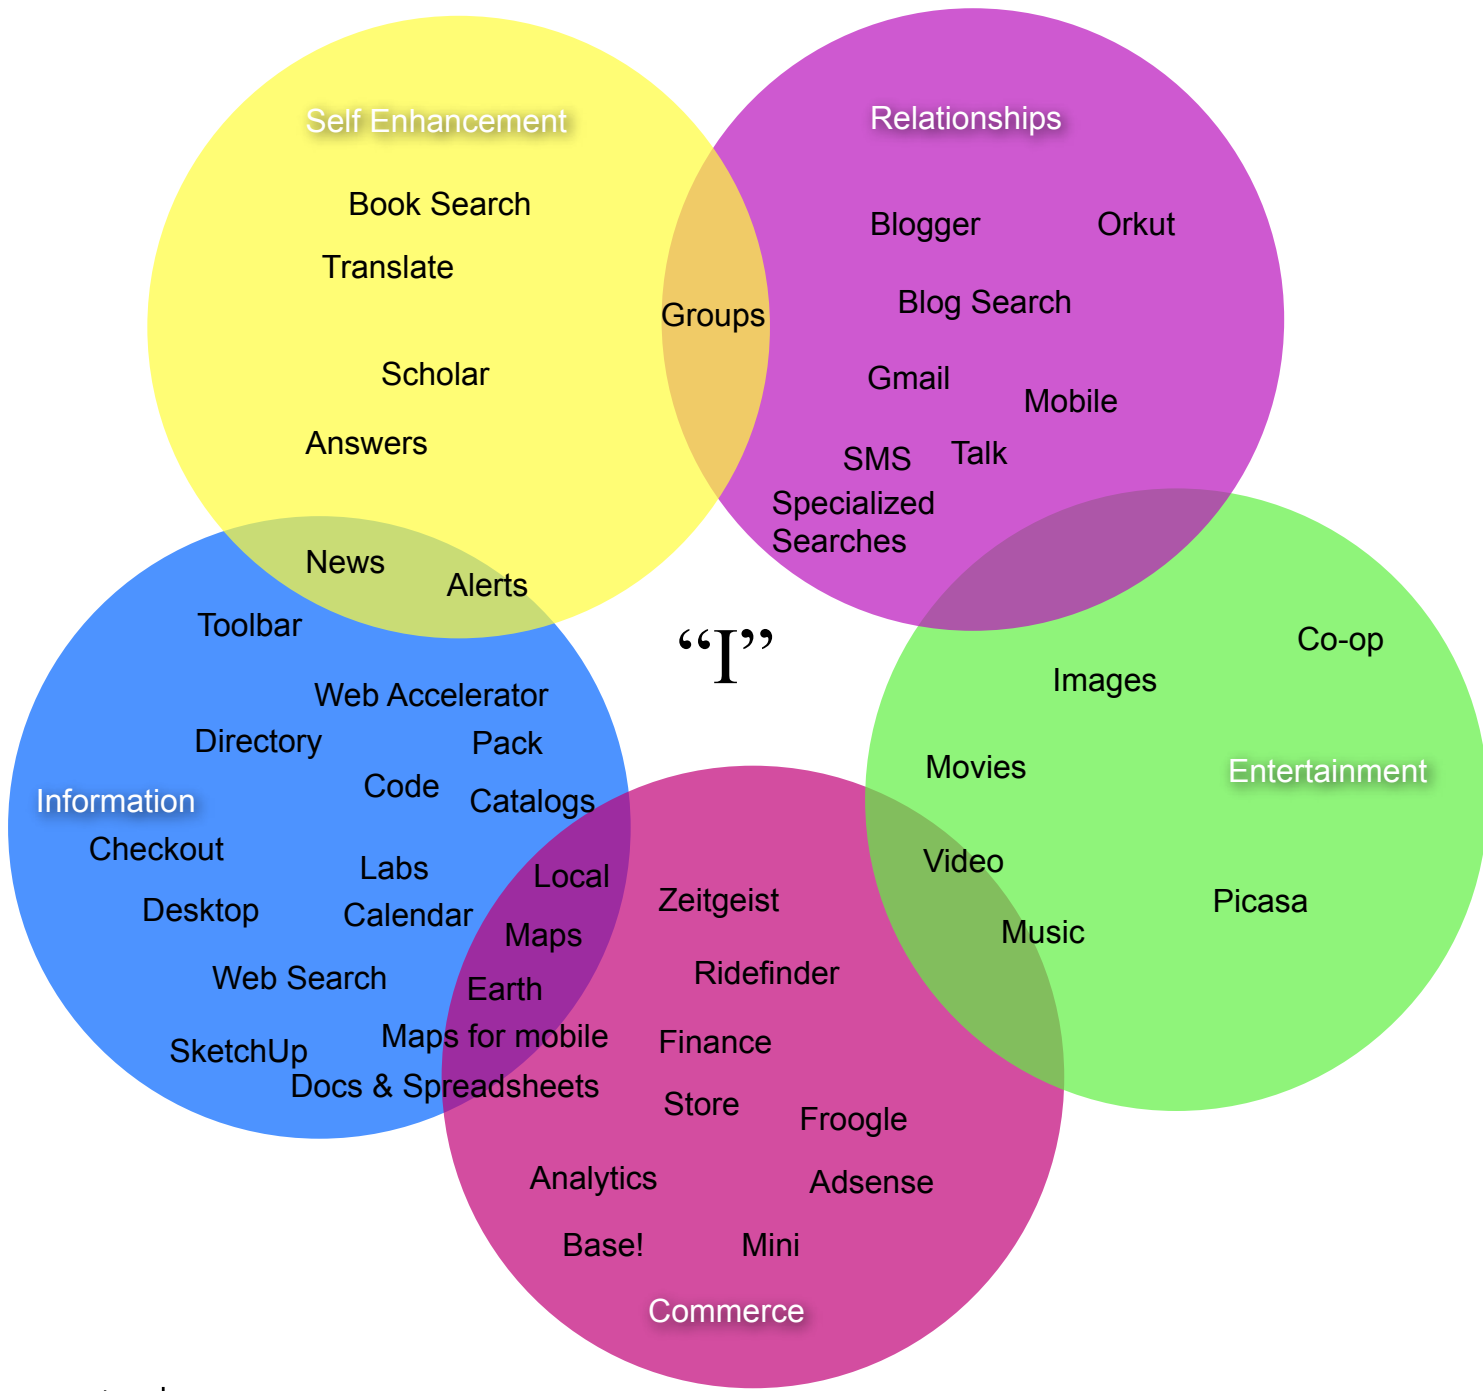 Self Enhancement
Book Search
Translate
Scholar
Answers
Groups
Relationships
Blogger
Orkut
Blog Search
Gmail
Mobile
SMS
Talk
Specialized
Searches
News
Alerts
Toolbar
Web Accelerator
Directory
Pack
Code
Catalogs
Information
Checkout
Labs
Desktop
Calendar
Web Search
SketchUp
Local
Maps
Earth
Maps for mobile
Docs & Spreadsheets
“I”
Co-op
Images
Movies
Entertainment
Video
Picasa
Music
Zeitgeist
Ridefinder
Finance
Store
Froogle
Analytics
Adsense
Base!
Mini
Commerce